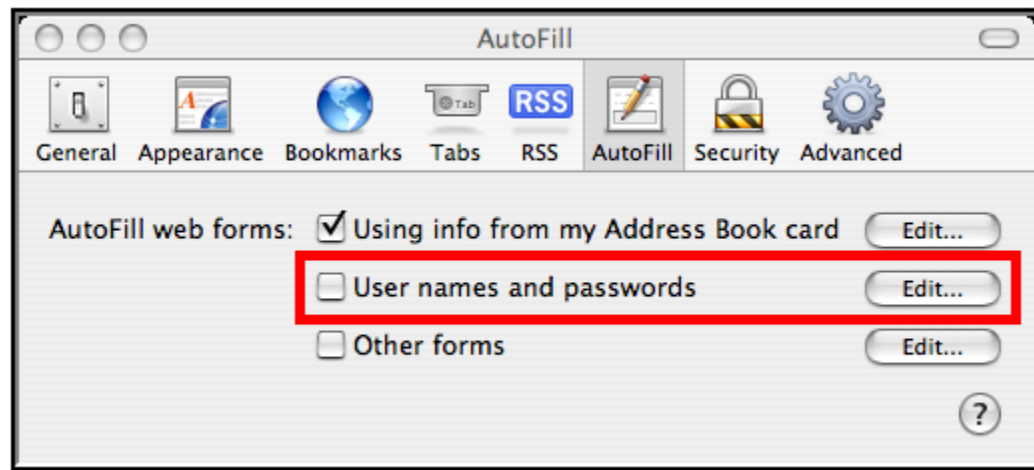 AutoFill
Tab
RSS
General Appearance Bookmarks Tabs RSS AutoFill Security Advanced
AutoFill web forms: Using info from my Address Book card Edit...
User names and passwords Edit...
Other forms Edit...
?